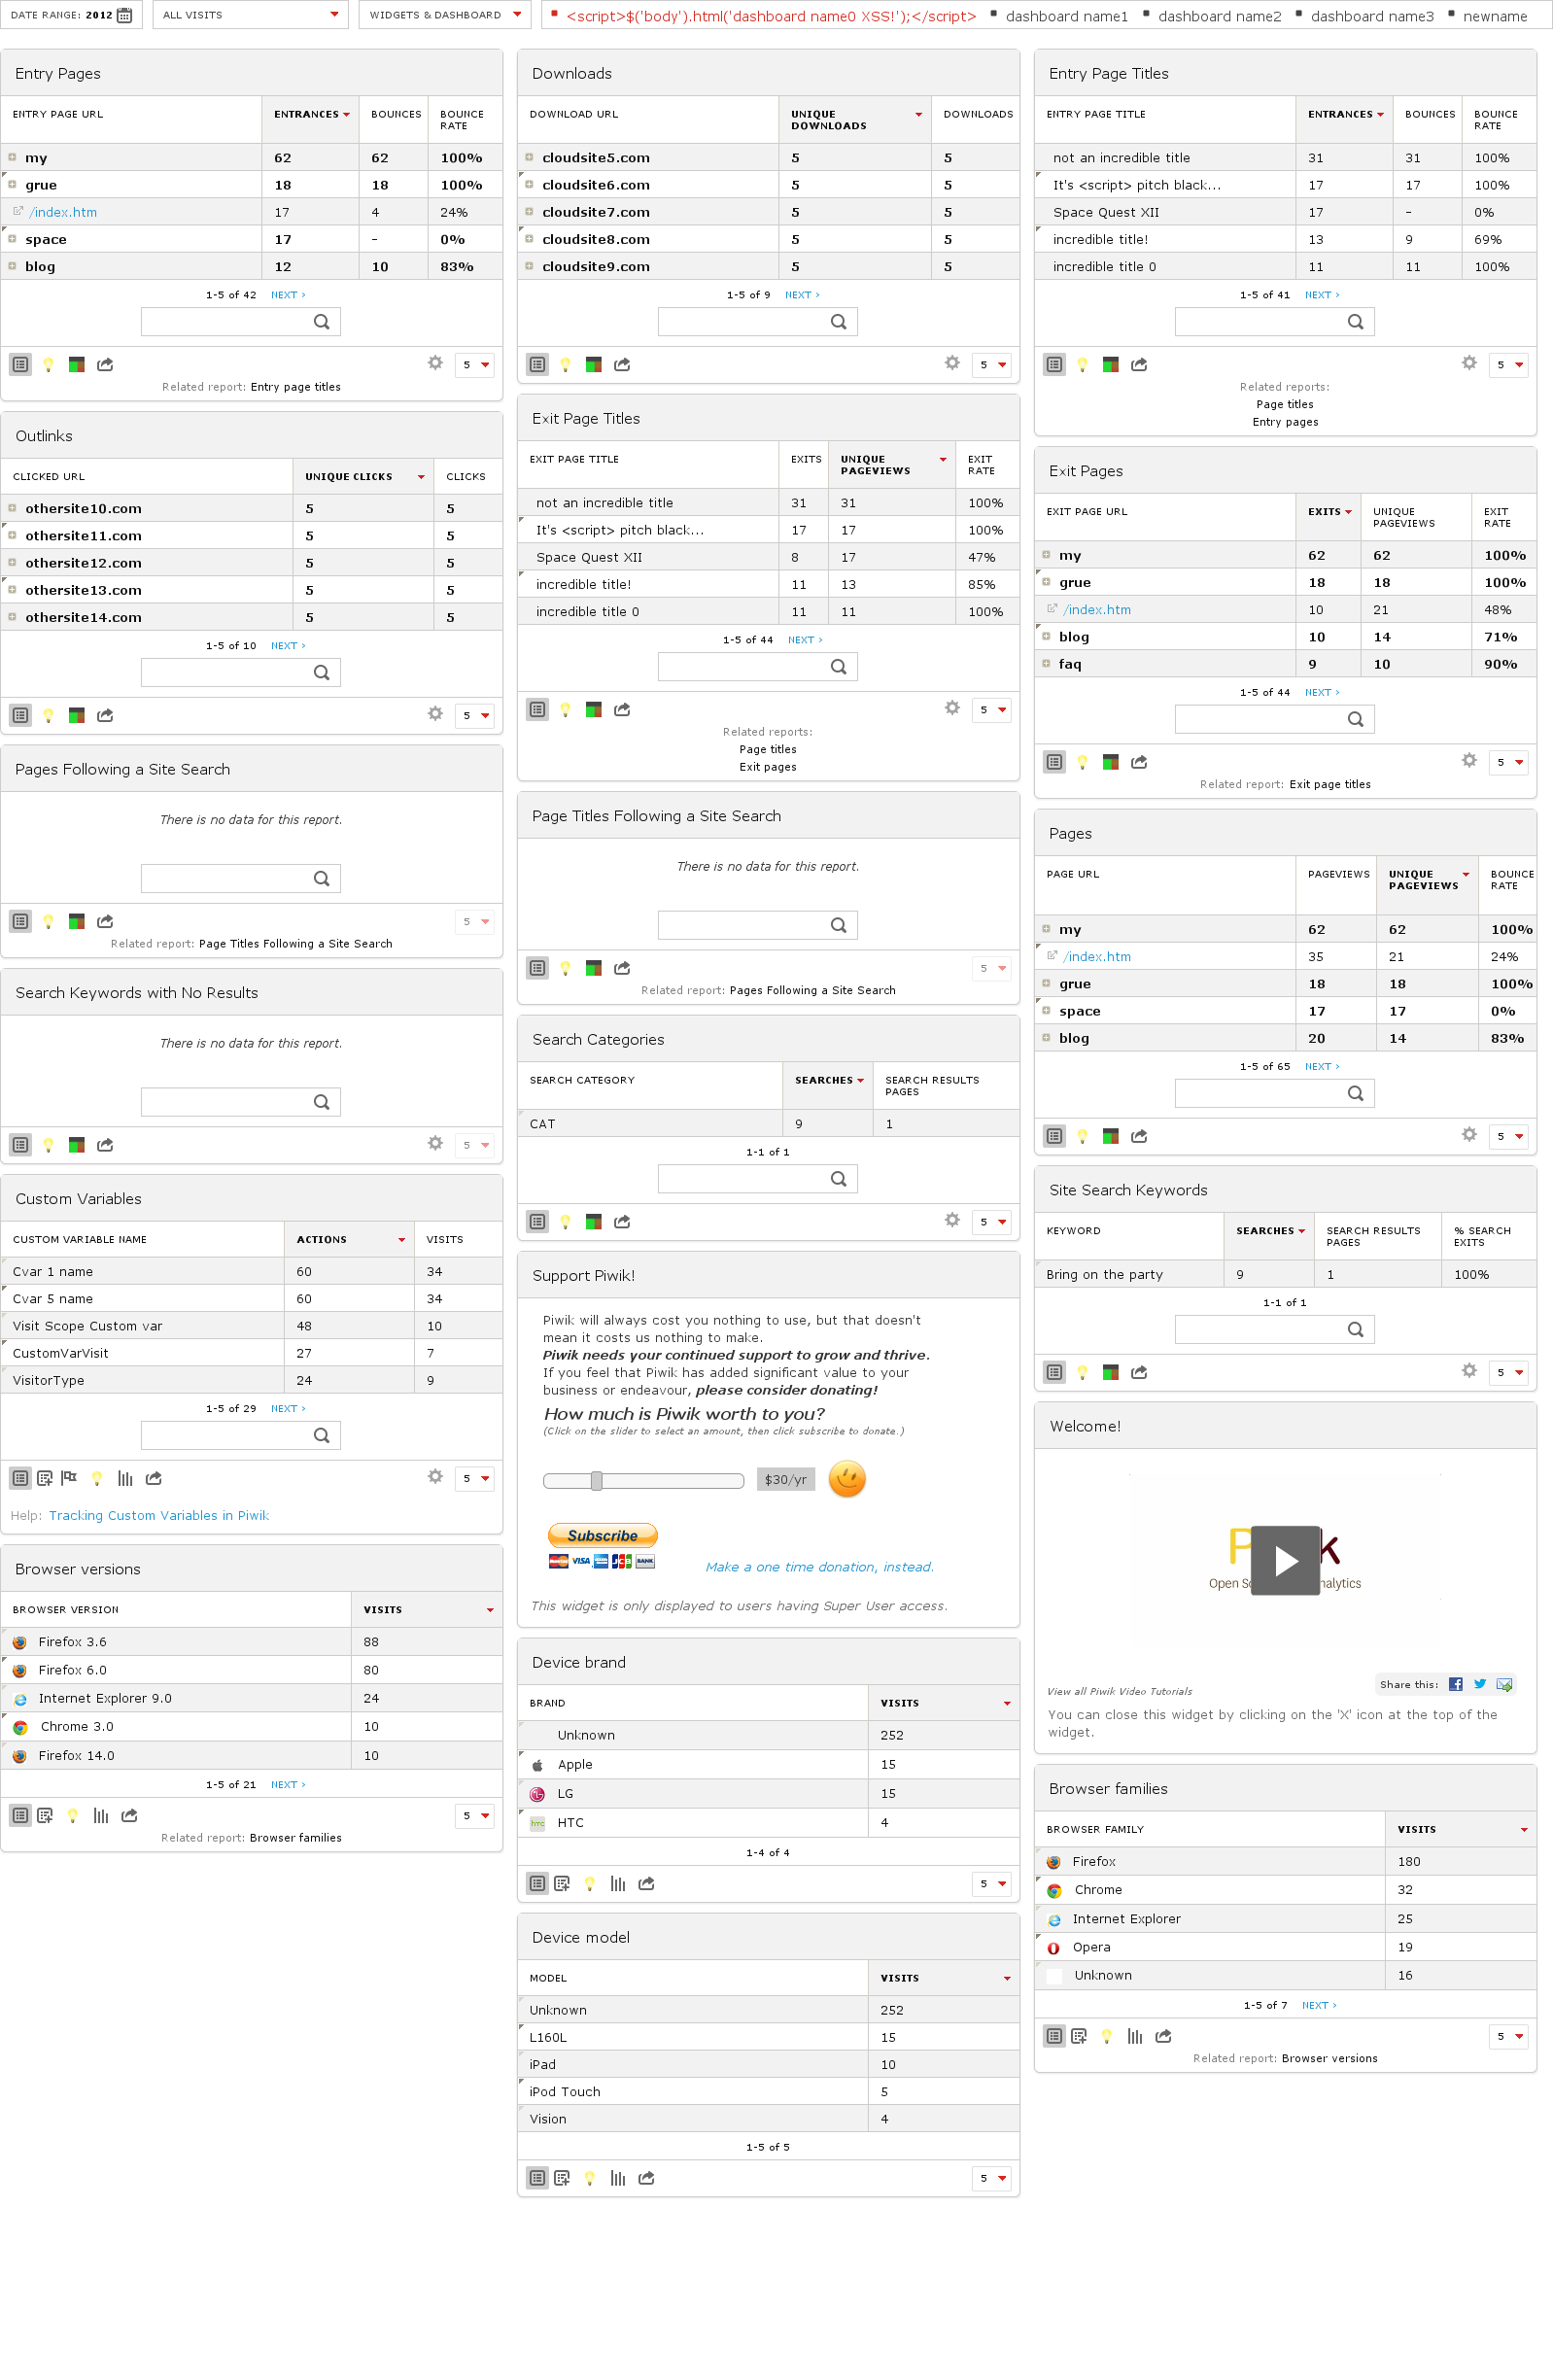 DATE RANGE: 2012
ALL VISITS
WIDGETS & DASHBOARD
<script>$('body').html('dashboard name0 XSS!');</script> dashboard name1 dashboard name2 dashboard name3 newname
Entry Pages
ENTRY PAGE URL ENTRANCES BOUNCES BOUNCE RATE
my 62 62 100%
grue 18 18 100%
/index.htm 17 4 24%
space 17 - 0%
blog 12 10 83%
1-5 of 42 NEXT ›
5
Related report: Entry page titles
Outlinks
CLICKED URL UNIQUE CLICKS CLICKS
othersite10.com 5 5
othersite11.com 5 5
othersite12.com 5 5
othersite13.com 5 5
othersite14.com 5 5
1-5 of 10 NEXT ›
5
Pages Following a Site Search
There is no data for this report.
5
Related report: Page Titles Following a Site Search
Search Keywords with No Results
There is no data for this report.
5
Custom Variables
CUSTOM VARIABLE NAME ACTIONS VISITS
Cvar 1 name 60 34
Cvar 5 name 60 34
Visit Scope Custom var 48 10
CustomVarVisit 27 7
VisitorType 24 9
1-5 of 29 NEXT ›
5
Help: Tracking Custom Variables in Piwik
Browser versions
BROWSER VERSION VISITS
Firefox 3.6 88
Firefox 6.0 80
Internet Explorer 9.0 24
Chrome 3.0 10
Firefox 14.0 10
1-5 of 21 NEXT ›
5
Related report: Browser families
Downloads
DOWNLOAD URL UNIQUE DOWNLOADS DOWNLOADS
cloudsite5.com 5 5
cloudsite6.com 5 5
cloudsite7.com 5 5
cloudsite8.com 5 5
cloudsite9.com 5 5
1-5 of 9 NEXT ›
5
Exit Page Titles
EXIT PAGE TITLE EXITS UNIQUE PAGEVIEWS EXIT RATE
not an incredible title 31 31 100%
It's <script> pitch black... 17 17 100%
Space Quest XII 8 17 47%
incredible title! 11 13 85%
incredible title 0 11 11 100%
1-5 of 44 NEXT ›
5
Related reports:
Page titles
Exit pages
Page Titles Following a Site Search
There is no data for this report.
5
Related report: Pages Following a Site Search
Search Categories
SEARCH CATEGORY SEARCHES SEARCH RESULTS PAGES
CAT 9 1
1-1 of 1
5
Support Piwik!
Piwik will always cost you nothing to use, but that doesn't
mean it costs us nothing to make.
Piwik needs your continued support to grow and thrive.
If you feel that Piwik has added significant value to your
business or endeavour, please consider donating!
How much is Piwik worth to you?
(Click on the slider to select an amount, then click subscribe to donate.)
$30/yr
Subscribe
VISA JCB BANK
Make a one time donation, instead.
This widget is only displayed to users having Super User access.
Device brand
BRAND VISITS
Unknown 252
Apple 15
LG 15
HTC 4
1-4 of 4
5
Device model
MODEL VISITS
Unknown 252
L160L 15
iPad 10
iPod Touch 5
Vision 4
1-5 of 5
5
Entry Page Titles
ENTRY PAGE TITLE ENTRANCES BOUNCES BOUNCE RATE
not an incredible title 31 31 100%
It's <script> pitch black... 17 17 100%
Space Quest XII 17 - 0%
incredible title! 13 9 69%
incredible title 0 11 11 100%
1-5 of 41 NEXT ›
5
Related reports:
Page titles
Entry pages
Exit Pages
EXIT PAGE URL EXITS UNIQUE PAGEVIEWS EXIT RATE
my 62 62 100%
grue 18 18 100%
/index.htm 10 21 48%
blog 10 14 71%
faq 9 10 90%
1-5 of 44 NEXT ›
5
Related report: Exit page titles
Pages
PAGE URL PAGEVIEWS UNIQUE PAGEVIEWS BOUNCE RATE
my 62 62 100%
/index.htm 35 21 24%
grue 18 18 100%
space 17 17 0%
blog 20 14 83%
1-5 of 65 NEXT ›
5
Site Search Keywords
KEYWORD SEARCHES SEARCH RESULTS PAGES % SEARCH EXITS
Bring on the party 9 1 100%
1-1 of 1
5
Welcome!
Open
View all Piwik Video Tutorials
Share this:
You can close this widget by clicking on the 'X' icon at the top of the
widget.
Browser families
BROWSER FAMILY VISITS
Firefox 180
Chrome 32
Internet Explorer 25
Opera 19
Unknown 16
1-5 of 7 NEXT ›
5
Related report: Browser versions